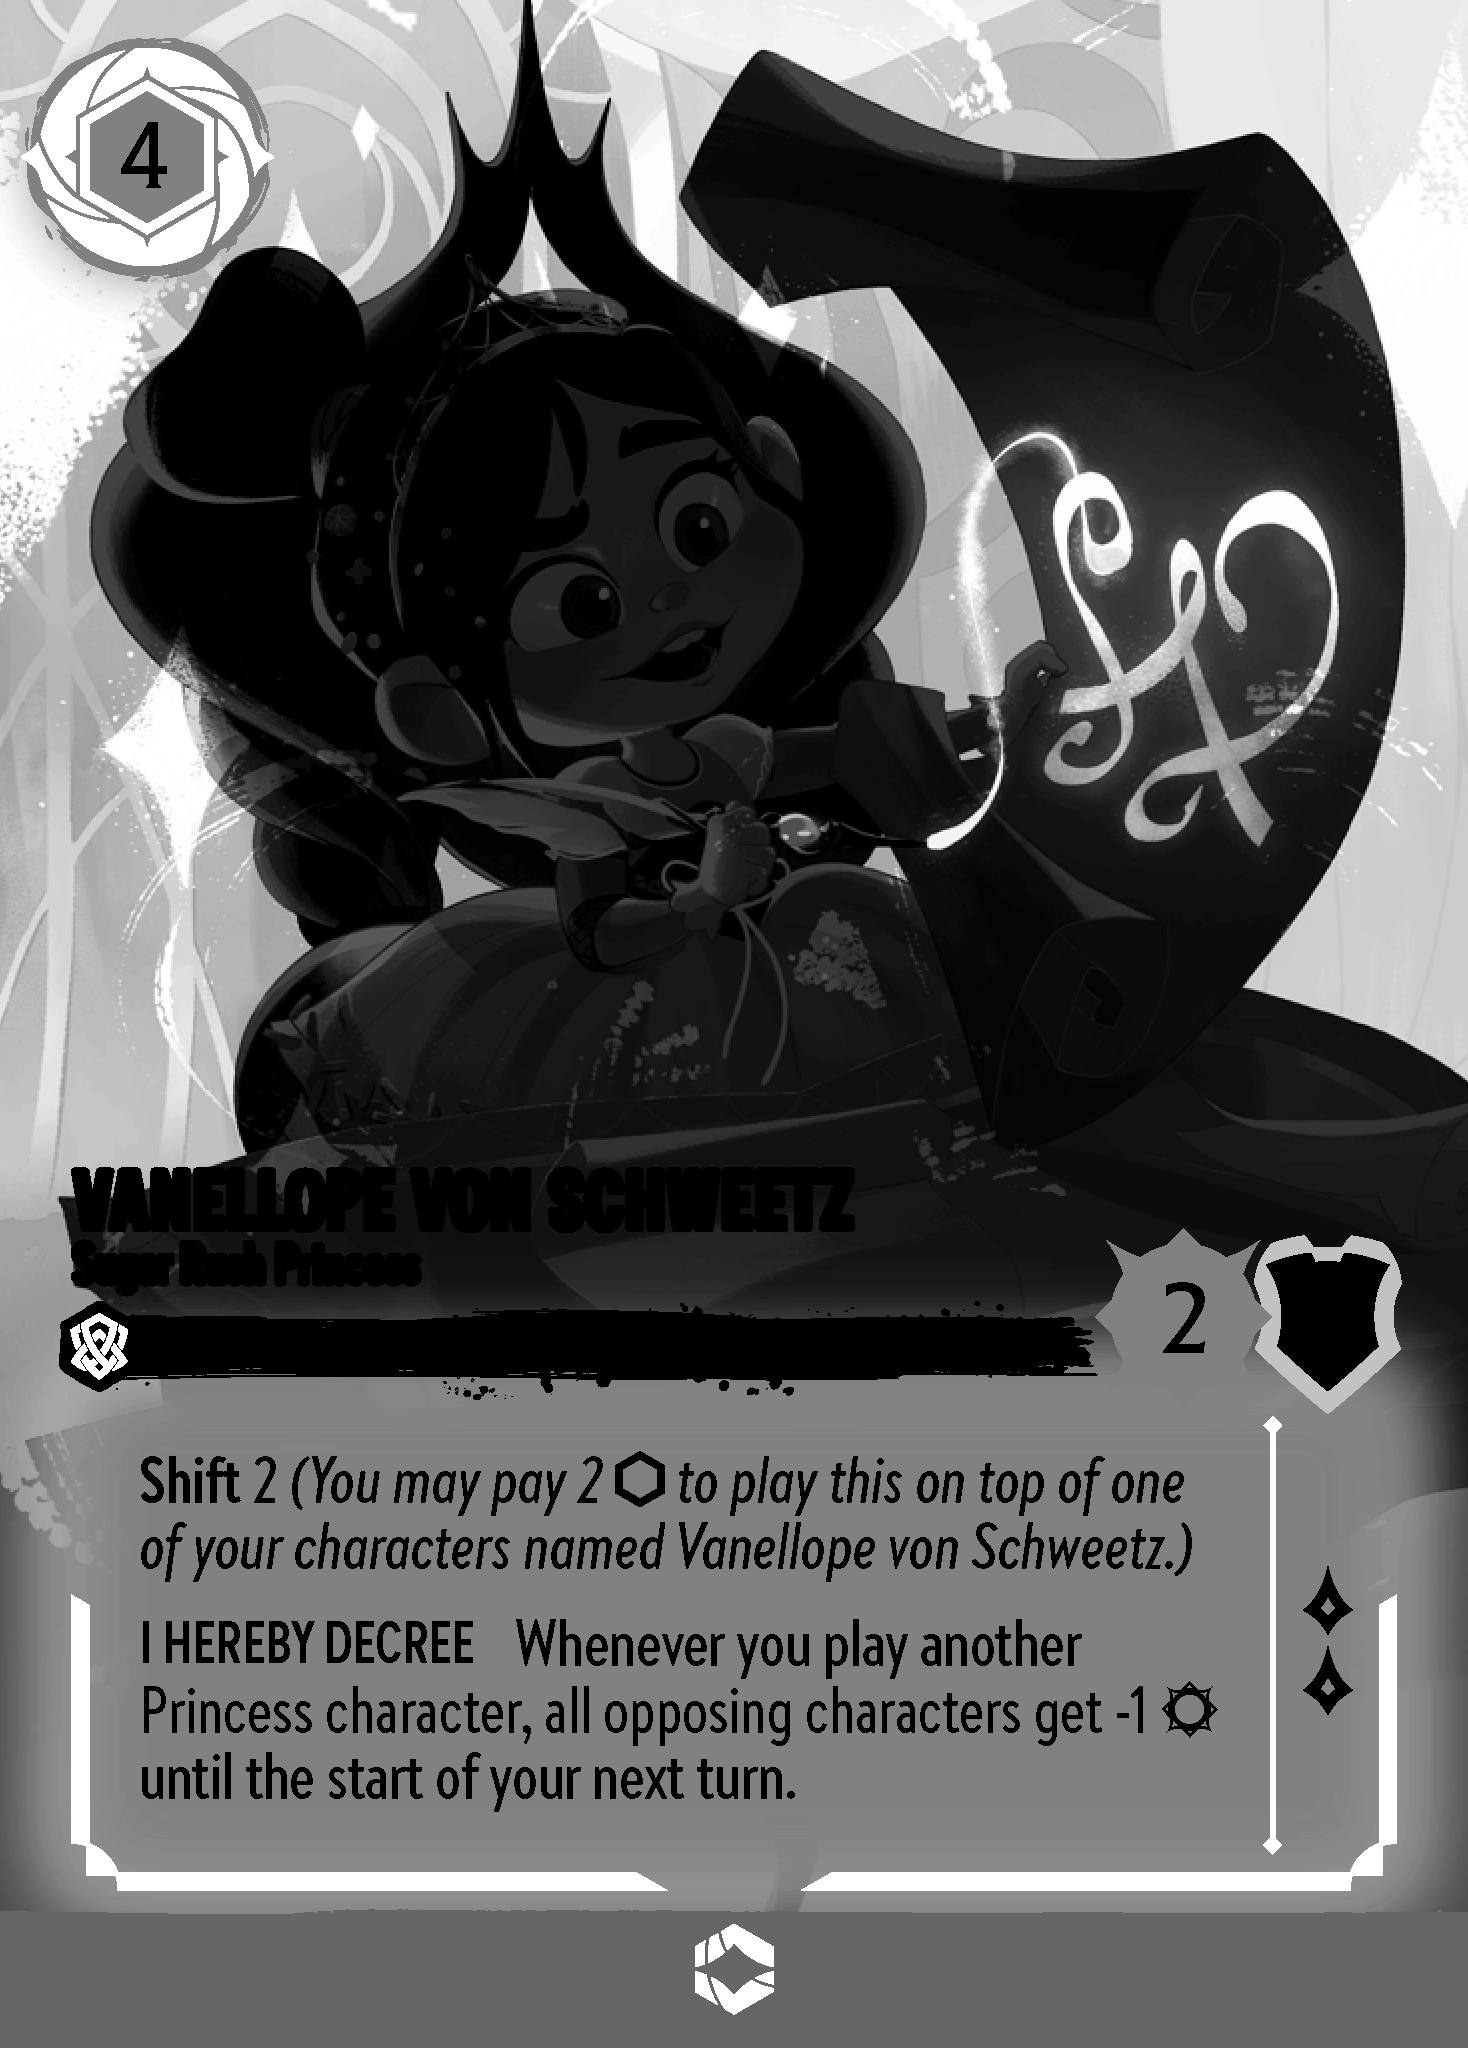 4
VANELLOPE VON SCHWEETZ
Sugar Rush Princess
2
Shift 2 (You may pay 2 ⬡ to play this on top of one
of your characters named Vanellope von Schweetz.)
I HEREBY DECREE Whenever you play another
Princess character, all opposing characters get -1
until the start of your next turn.